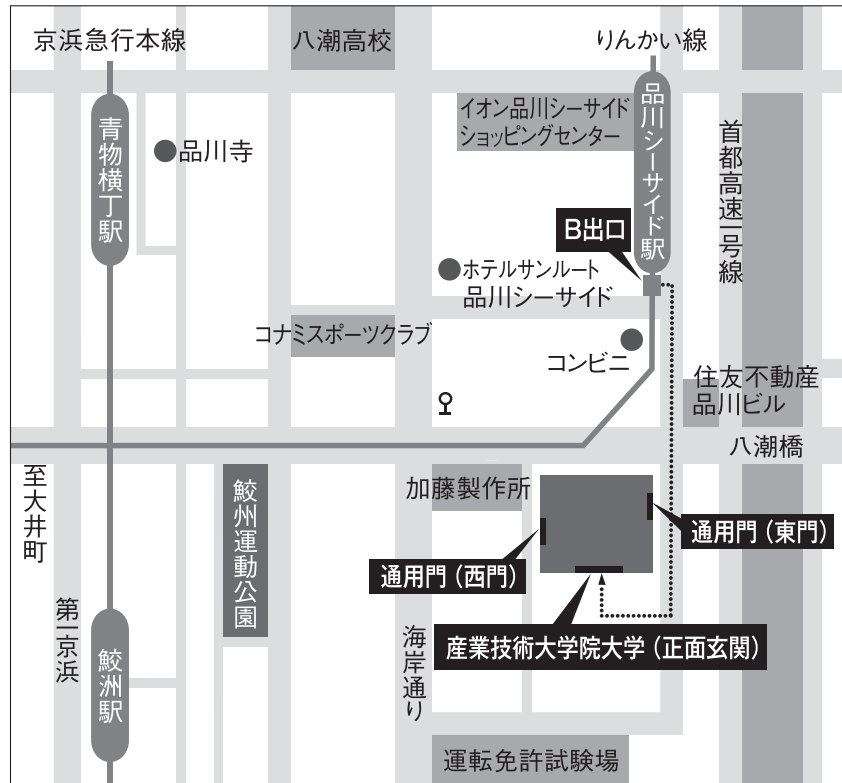 京浜急行本線
八潮高校
りんかい線
青物横丁駅
品川寺
イオン品川シーサイド
ショッピングセンター
品川シーサイド駅
首都高速一号線
B出口
ホテルサンルート
品川シーサイド
コナミスポーツクラブ
コンビニ
住友不動産
品川ビル
八潮橋
至大井町
鮫州運動公園
加藤製作所
通用門（東門）
通用門（西門）
第一京浜
鮫洲駅
海岸通り
産業技術大学院大学（正面玄関）
運転免許試験場